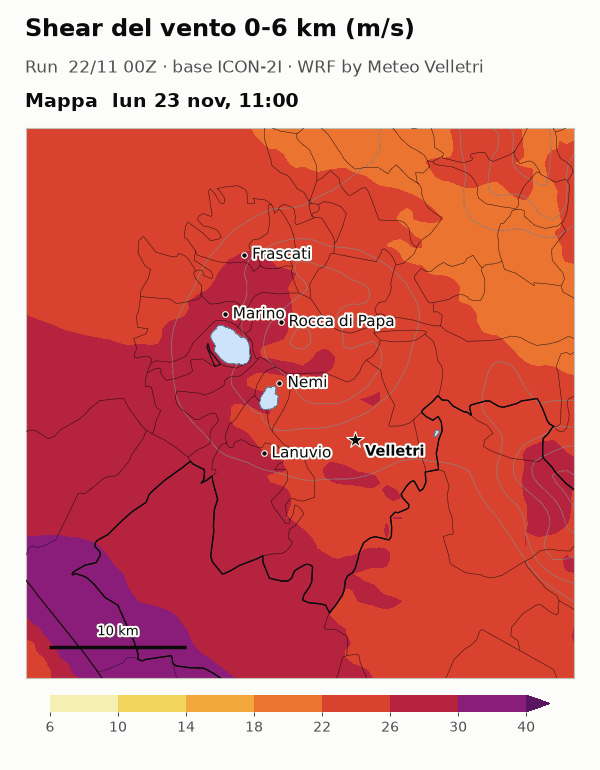 Shear del vento 0-6 km (m/s)
Run  22/11 00Z · base ICON-2I · WRF by Meteo Velletri
Mappa  lun 23 nov, 11:00
Frascati
Marino
Rocca di Papa
Nemi
Velletri
Lanuvio
10 km
6 10 14 18 22 26 30 40